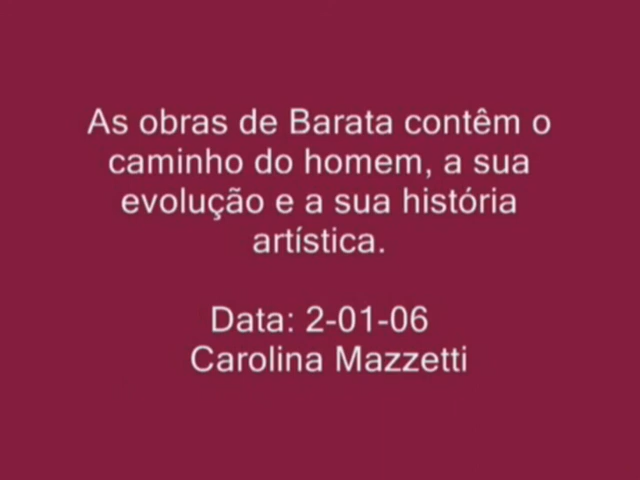 As obras de Barata contêm o
caminho do homem, a sua
evolução e a sua história
artística.
Data: 2-01-06
Carolina Mazzetti